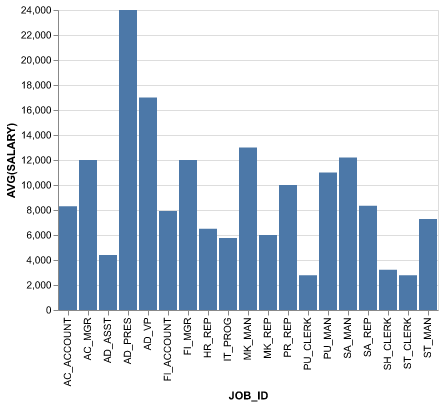 AVG(SALARY)
24,000
22,000
20,000
18,000
16,000
14,000
12,000
10,000
8,000
6,000
4,000
2,000
0
AC_ACCOUNT
AC_MGR
AD_ASST
AD_PRES
AD_VP
FI_ACCOUNT
FI_MGR
HR_REP
IT_PROG
MK_MAN
MK_REP
PR_REP
PU_CLERK
PU_MAN
SA_MAN
SA_REP
SH_CLERK
ST_CLERK
ST_MAN
JOB_ID